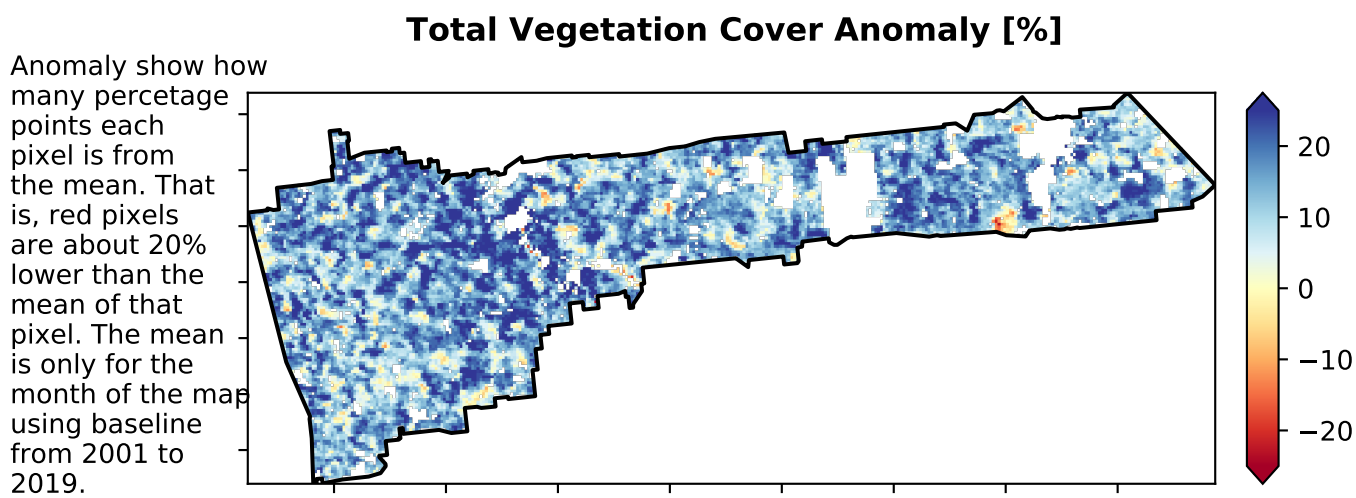 Total Vegetation Cover Anomaly [%]
Anomaly show how
many percetage
points each
pixel is from
the mean. That
is, red pixels
are about 20%
lower than the
mean of that
pixel. The mean
is only for the
month of the map
using baseline
from 2001 to
2019.
20
10
0
−10
−20